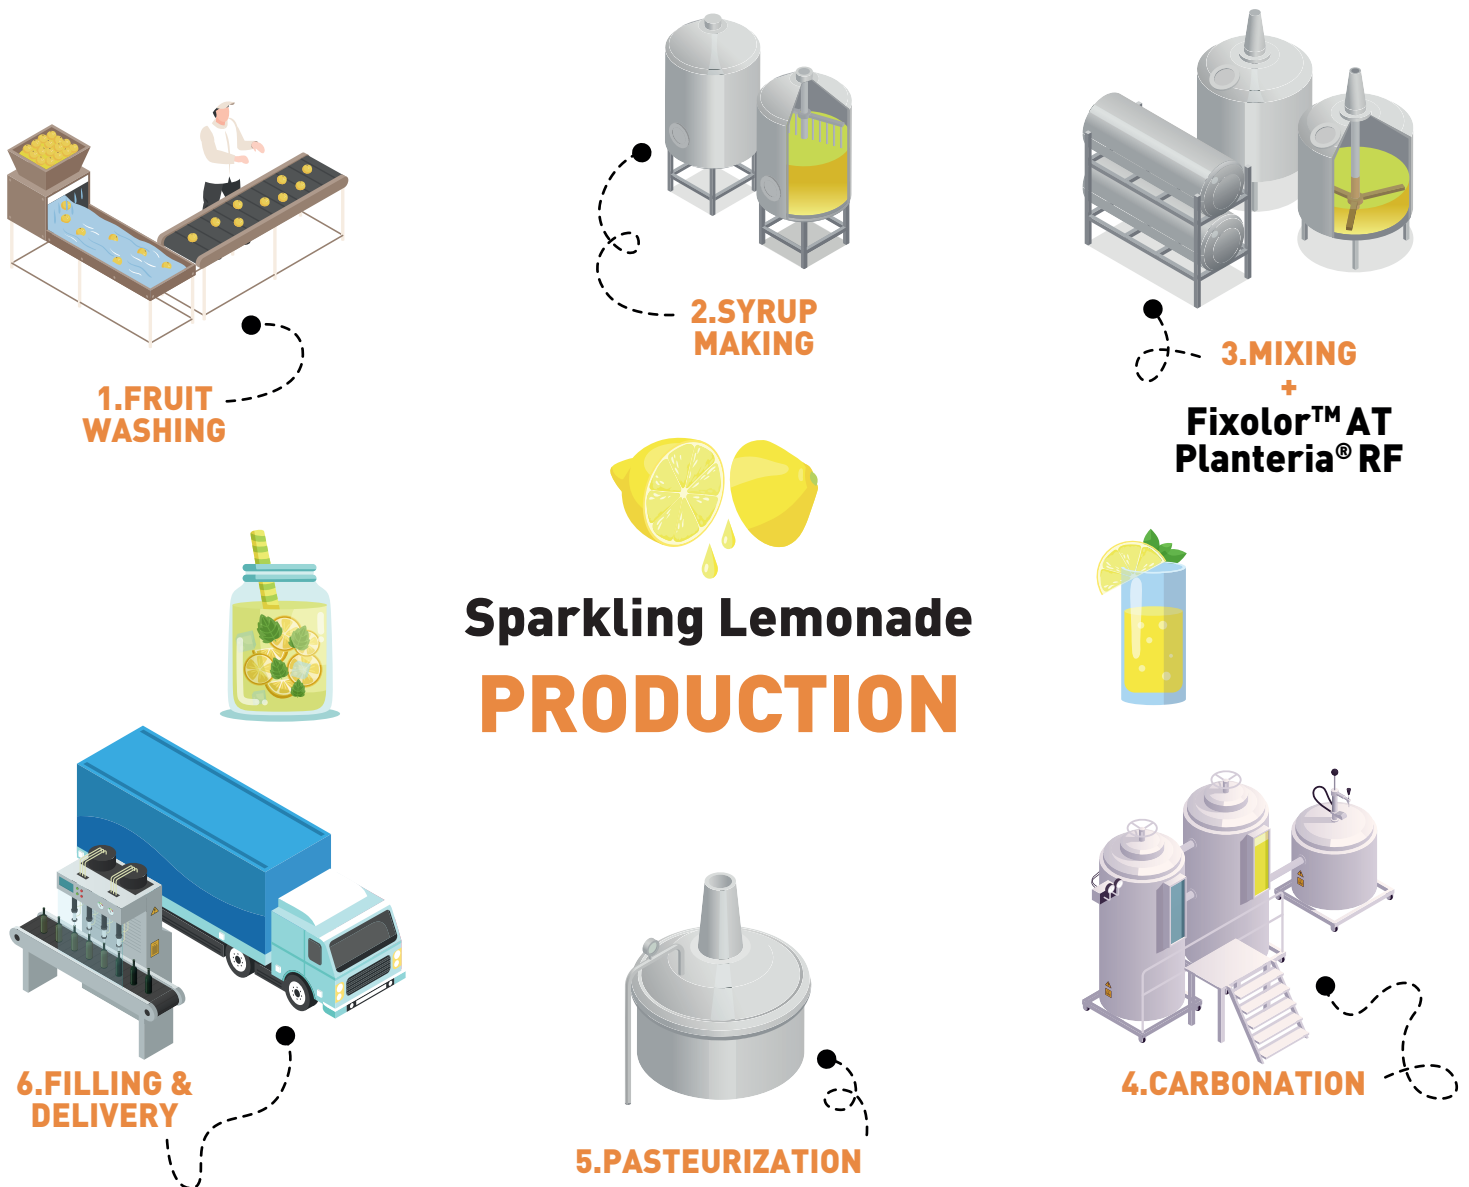 1.FRUIT
WASHING
2.SYRUP
MAKING
3.MIXING
+
Fixolor™ AT
Planteria® RF
Sparkling Lemonade
PRODUCTION
4.CARBONATION
5.PASTEURIZATION
6.FILLING &
DELIVERY